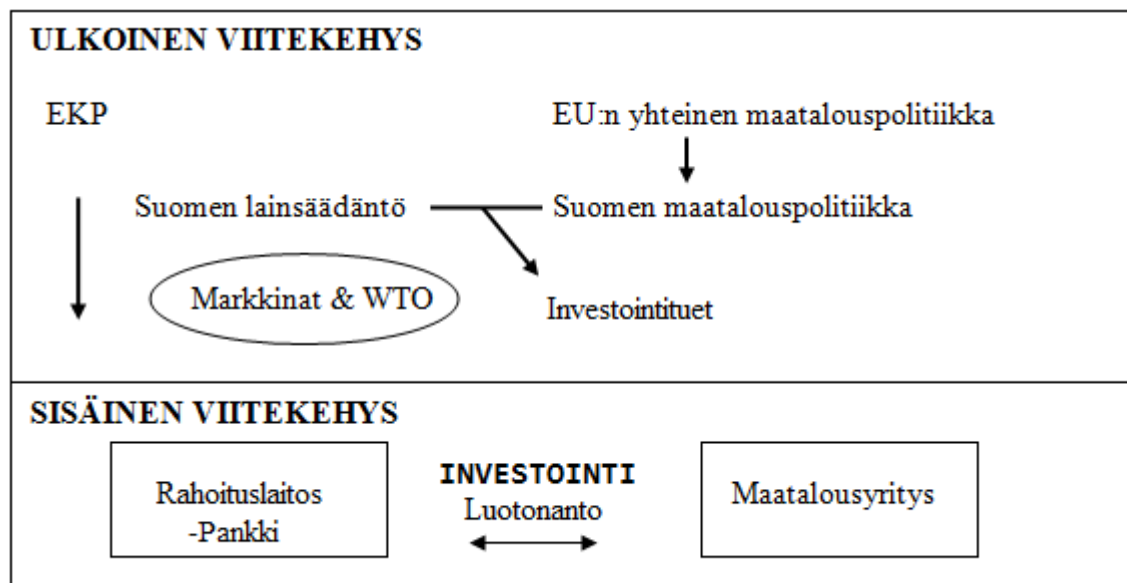 ULKOINEN VIITEKEHYS
EKP
EU:n yhteinen maatalouspolitiikka
Suomen lainsäädäntö
Suomen maatalouspolitiikka
Markkinat & WTO
Investointituet
SISÄINEN VIITEKEHYS
Rahoituslaitos
-Pankki
INVESTOINTI
Luotonanto
Maatalousyritys